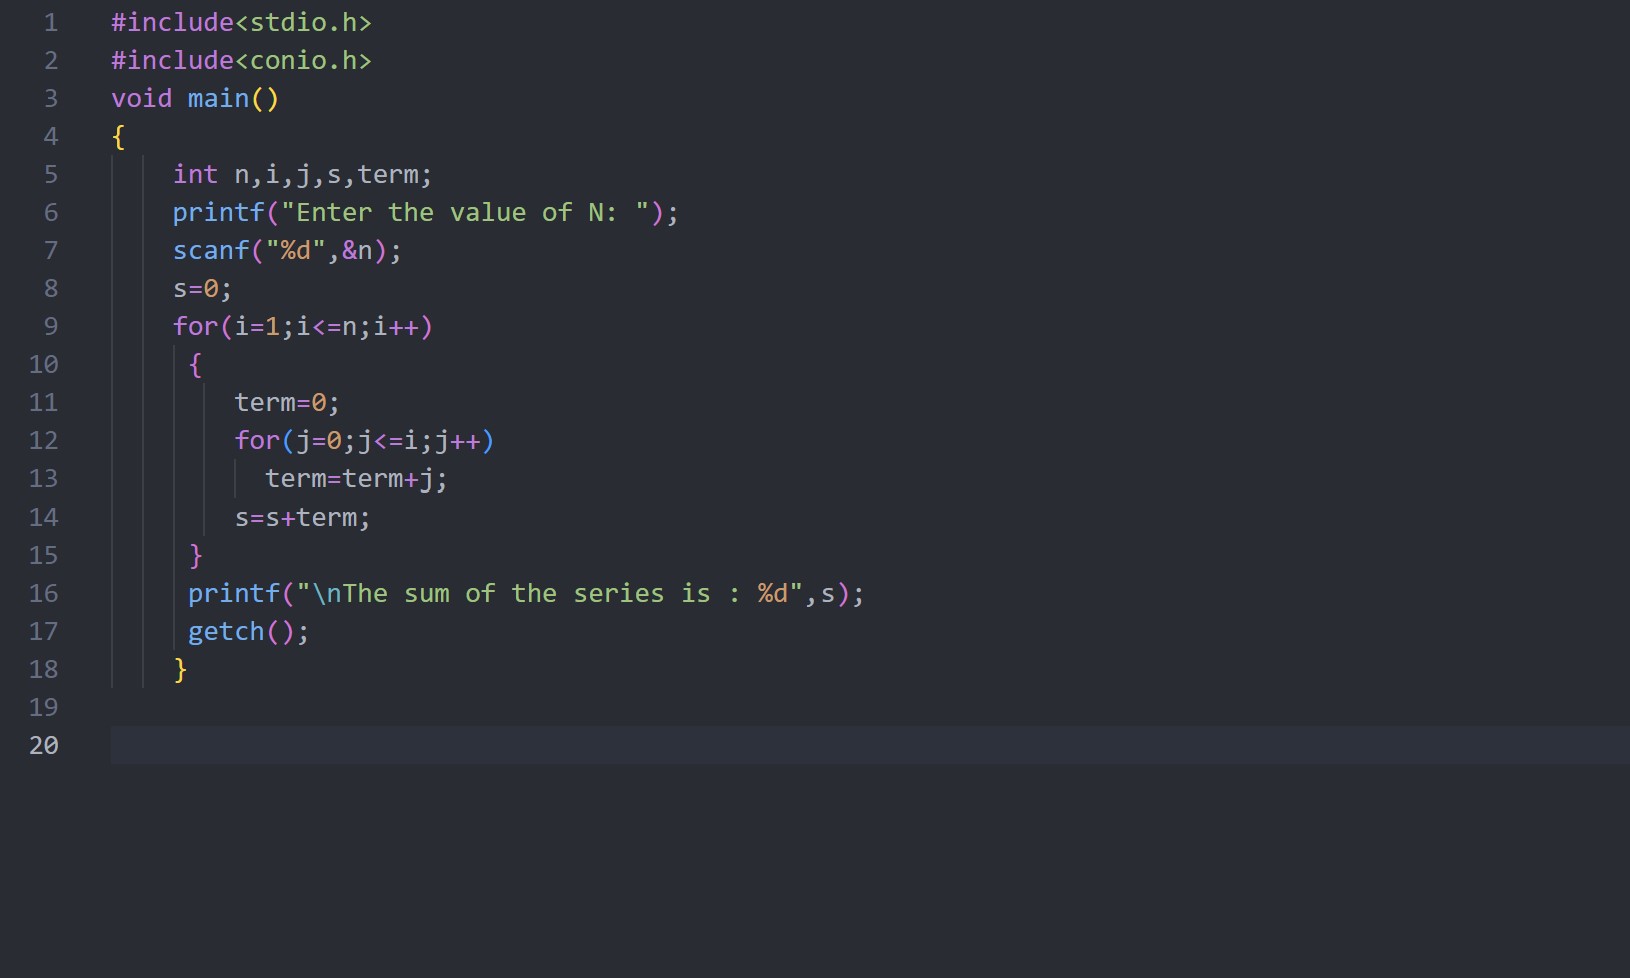 1 #include<stdio.h>
2 #include<conio.h>
3 void main()
4 {
5     int n,i,j,s,term;
6     printf("Enter the value of N: ");
7     scanf("%d",&n);
8     s=0;
9     for(i=1;i<=n;i++)
10      {
11         term=0;
12         for(j=0;j<=i;j++)
13           term=term+j;
14         s=s+term;
15      }
16      printf("\nThe sum of the series is : %d",s);
17      getch();
18     }
19
20